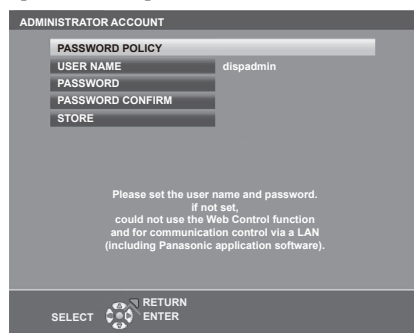 ADMINISTRATOR ACCOUNT
PASSWORD POLICY
USER NAME dispadmin
PASSWORD
PASSWORD CONFIRM
STORE
Please set the user name and password.
if not set,
could not use the Web Control function
and for communication control via a LAN
(including Panasonic application software).
RETURN
SELECT ENTER